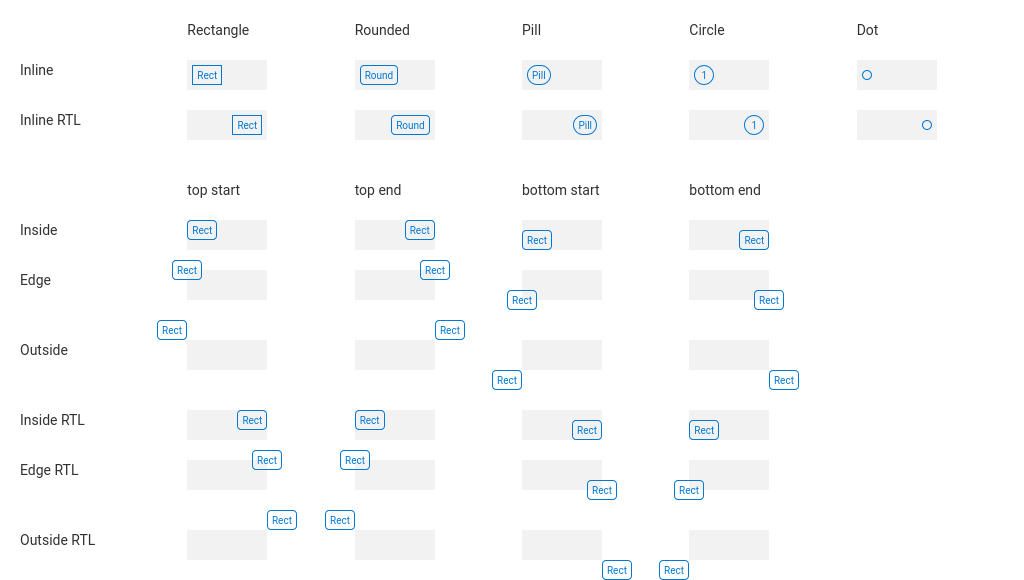 Rectangle Rounded Pill Circle Dot
Inline Rect Round Pill 1
Inline RTL Rect Round Pill 1
top start top end bottom start bottom end
Inside Rect Rect Rect Rect
Edge Rect Rect Rect Rect
Outside Rect Rect Rect Rect
Inside RTL Rect Rect Rect Rect
Edge RTL Rect Rect Rect Rect
Outside RTL Rect Rect Rect Rect